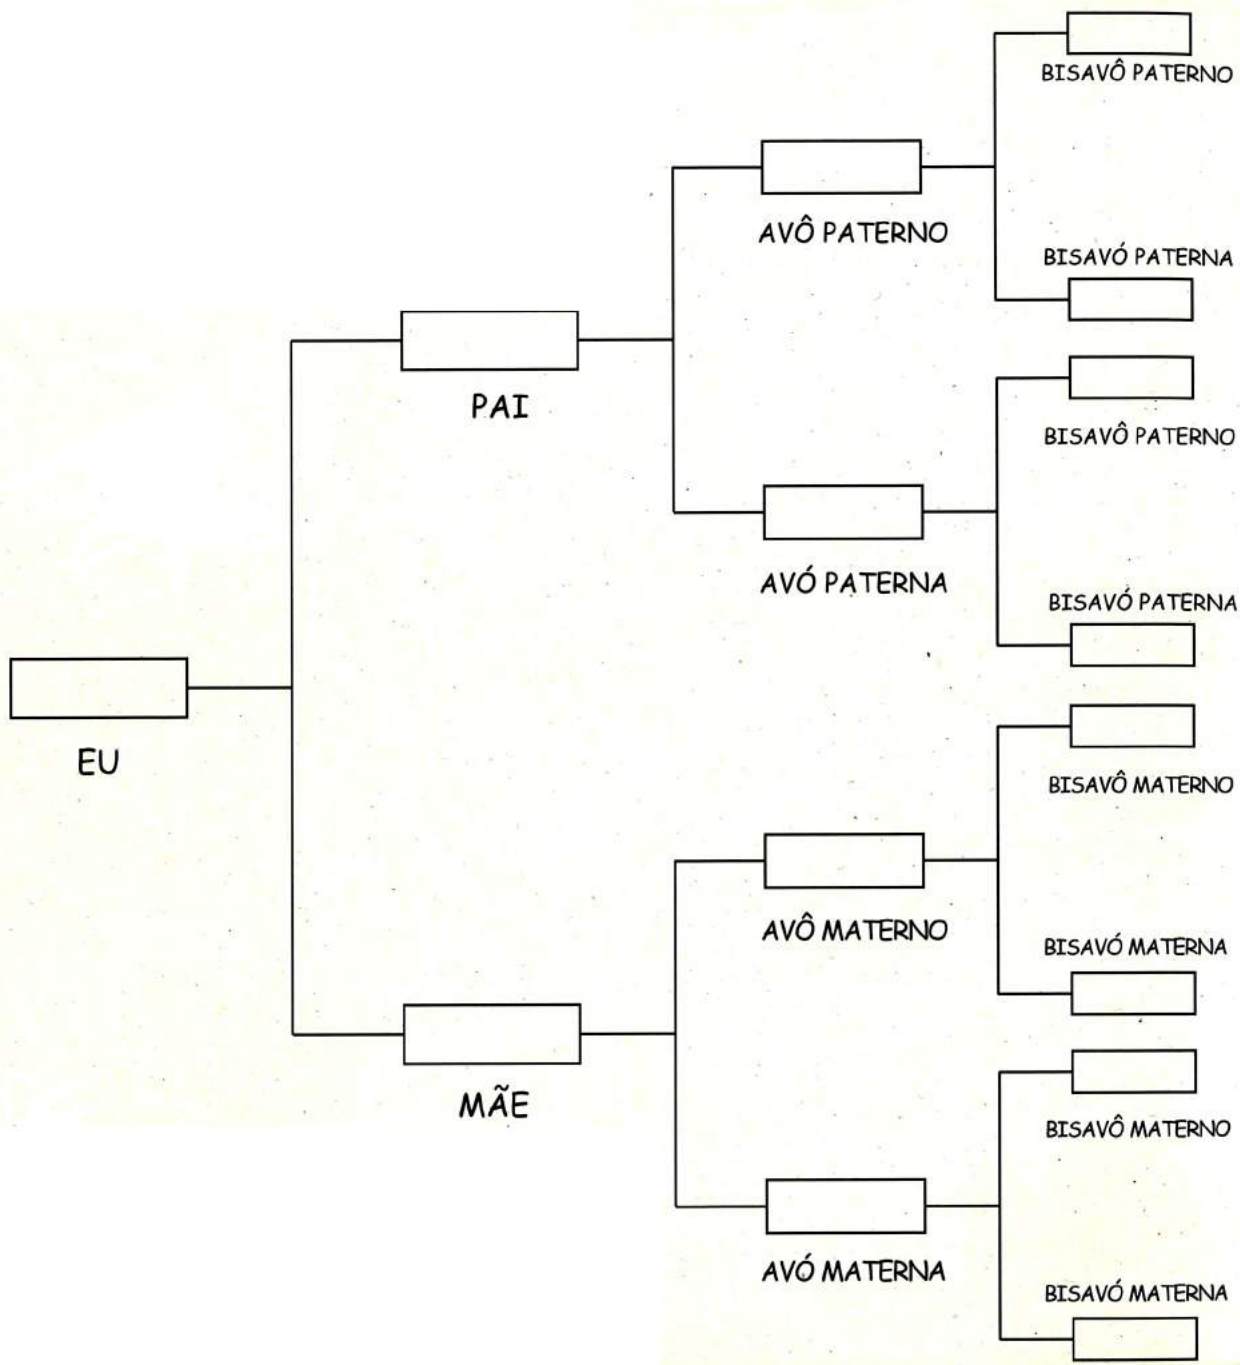 BISAVÔ PATERNO
AVÔ PATERNO
BISAVÓ PATERNA
PAI
BISAVÔ PATERNO
AVÓ PATERNA
BISAVÓ PATERNA
EU
BISAVÔ MATERNO
AVÔ MATERNO
BISAVÓ MATERNA
MÃE
BISAVÔ MATERNO
AVÓ MATERNA
BISAVÓ MATERNA